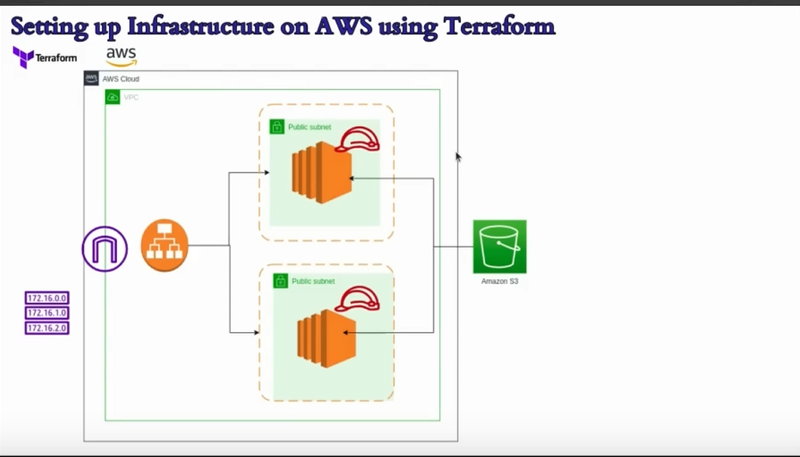 Setting up Infrastructure on AWS using Terraform
Terraform
aws
AWS Cloud
VPC
Public subnet
Public subnet
Amazon S3
172.16.0.0
172.16.1.0
172.16.2.0